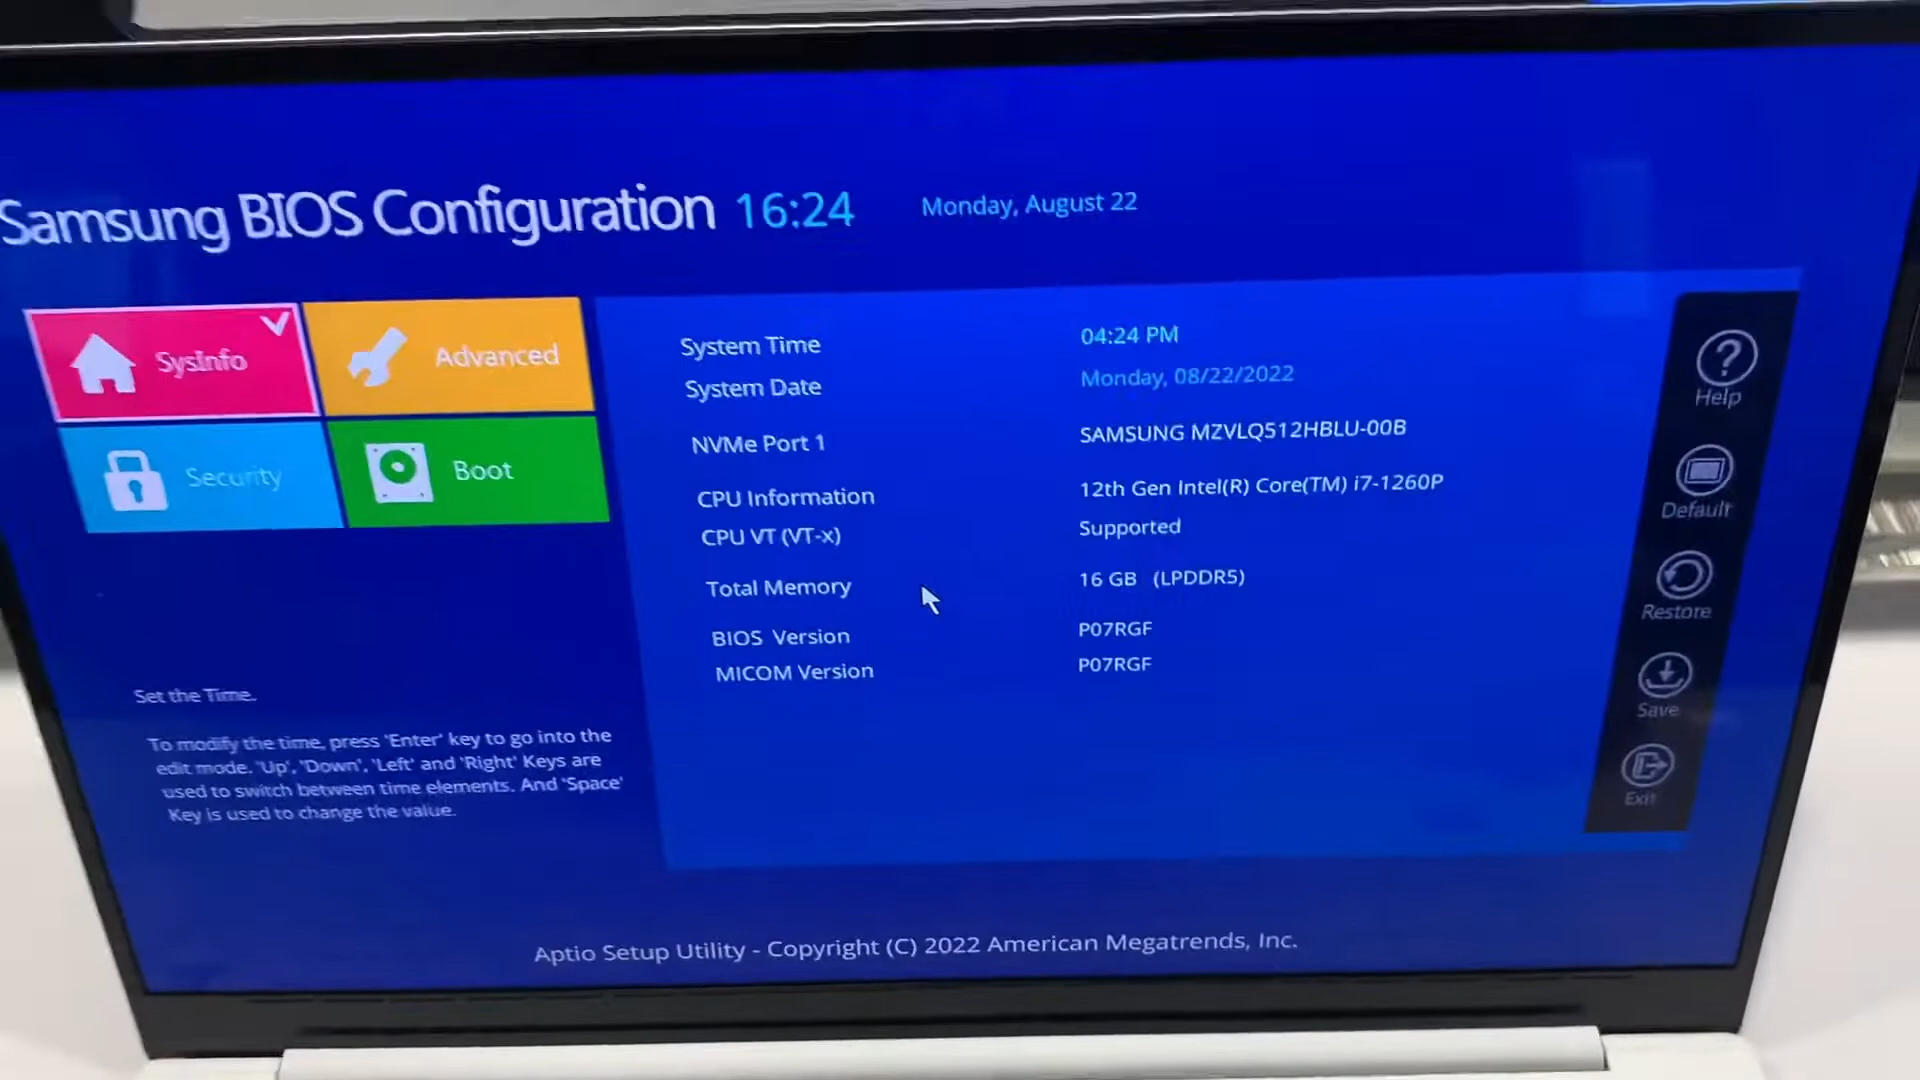 Samsung BIOS Configuration 16:24 Monday, August 22
SysInfo
Advanced
Security
Boot
System Time 04:24 PM
System Date Monday, 08/22/2022
NVMe Port 1 SAMSUNG MZVLQ512HBLU-00B
CPU Information 12th Gen Intel(R) Core(TM) i7-1260P
CPU VT (VT-x) Supported
Total Memory 16 GB (LPDDR5)
BIOS Version P07RGF
MICOM Version P07RGF
Help
Default
Restore
Save
Exit
Set the Time.
To modify the time, press 'Enter' key to go into the
edit mode. 'Up', 'Down', 'Left' and 'Right' Keys are
used to switch between time elements. And 'Space'
Key is used to change the value.
Aptio Setup Utility - Copyright (C) 2022 American Megatrends, Inc.